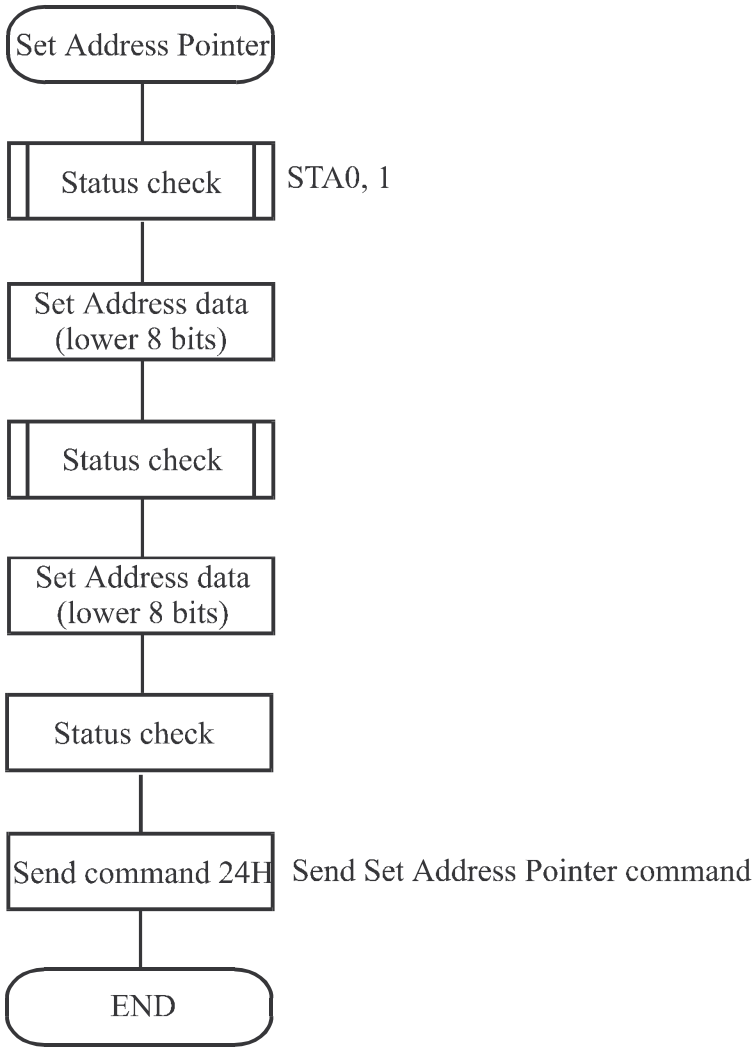 Set Address Pointer
Status check
STA0, 1
Set Address data
(lower 8 bits)
Status check
Set Address data
(lower 8 bits)
Status check
Send command 24H
Send Set Address Pointer command
END